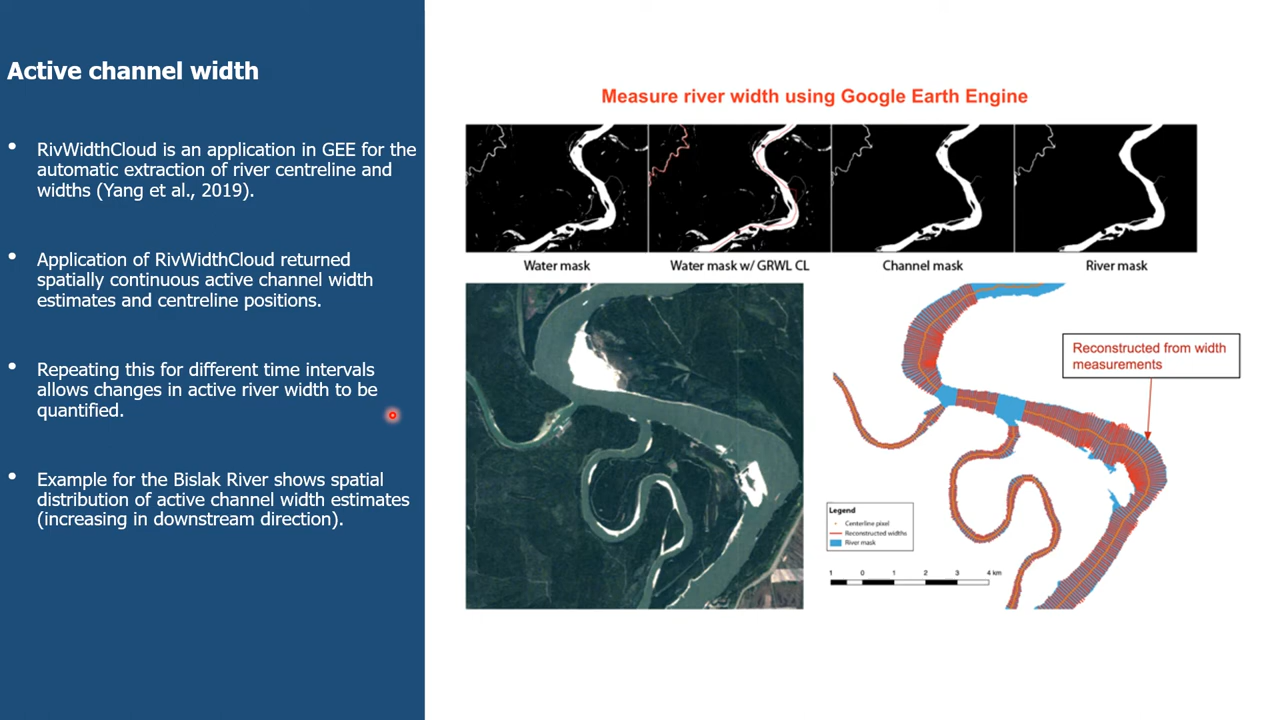 Active channel width
• RivWidthCloud is an application in GEE for the
automatic extraction of river centreline and
widths (Yang et al., 2019).
• Application of RivWidthCloud returned
spatially continuous active channel width
estimates and centreline positions.
• Repeating this for different time intervals
allows changes in active river width to be
quantified.
• Example for the Bislak River shows spatial
distribution of active channel width estimates
(increasing in downstream direction).
Measure river width using Google Earth Engine
Water mask
Water mask w/ GRWL CL
Channel mask
River mask
Reconstructed from width
measurements
Legend
Centerline pixel
Reconstructed widths
River mask
1 0 1 2 3 4 km